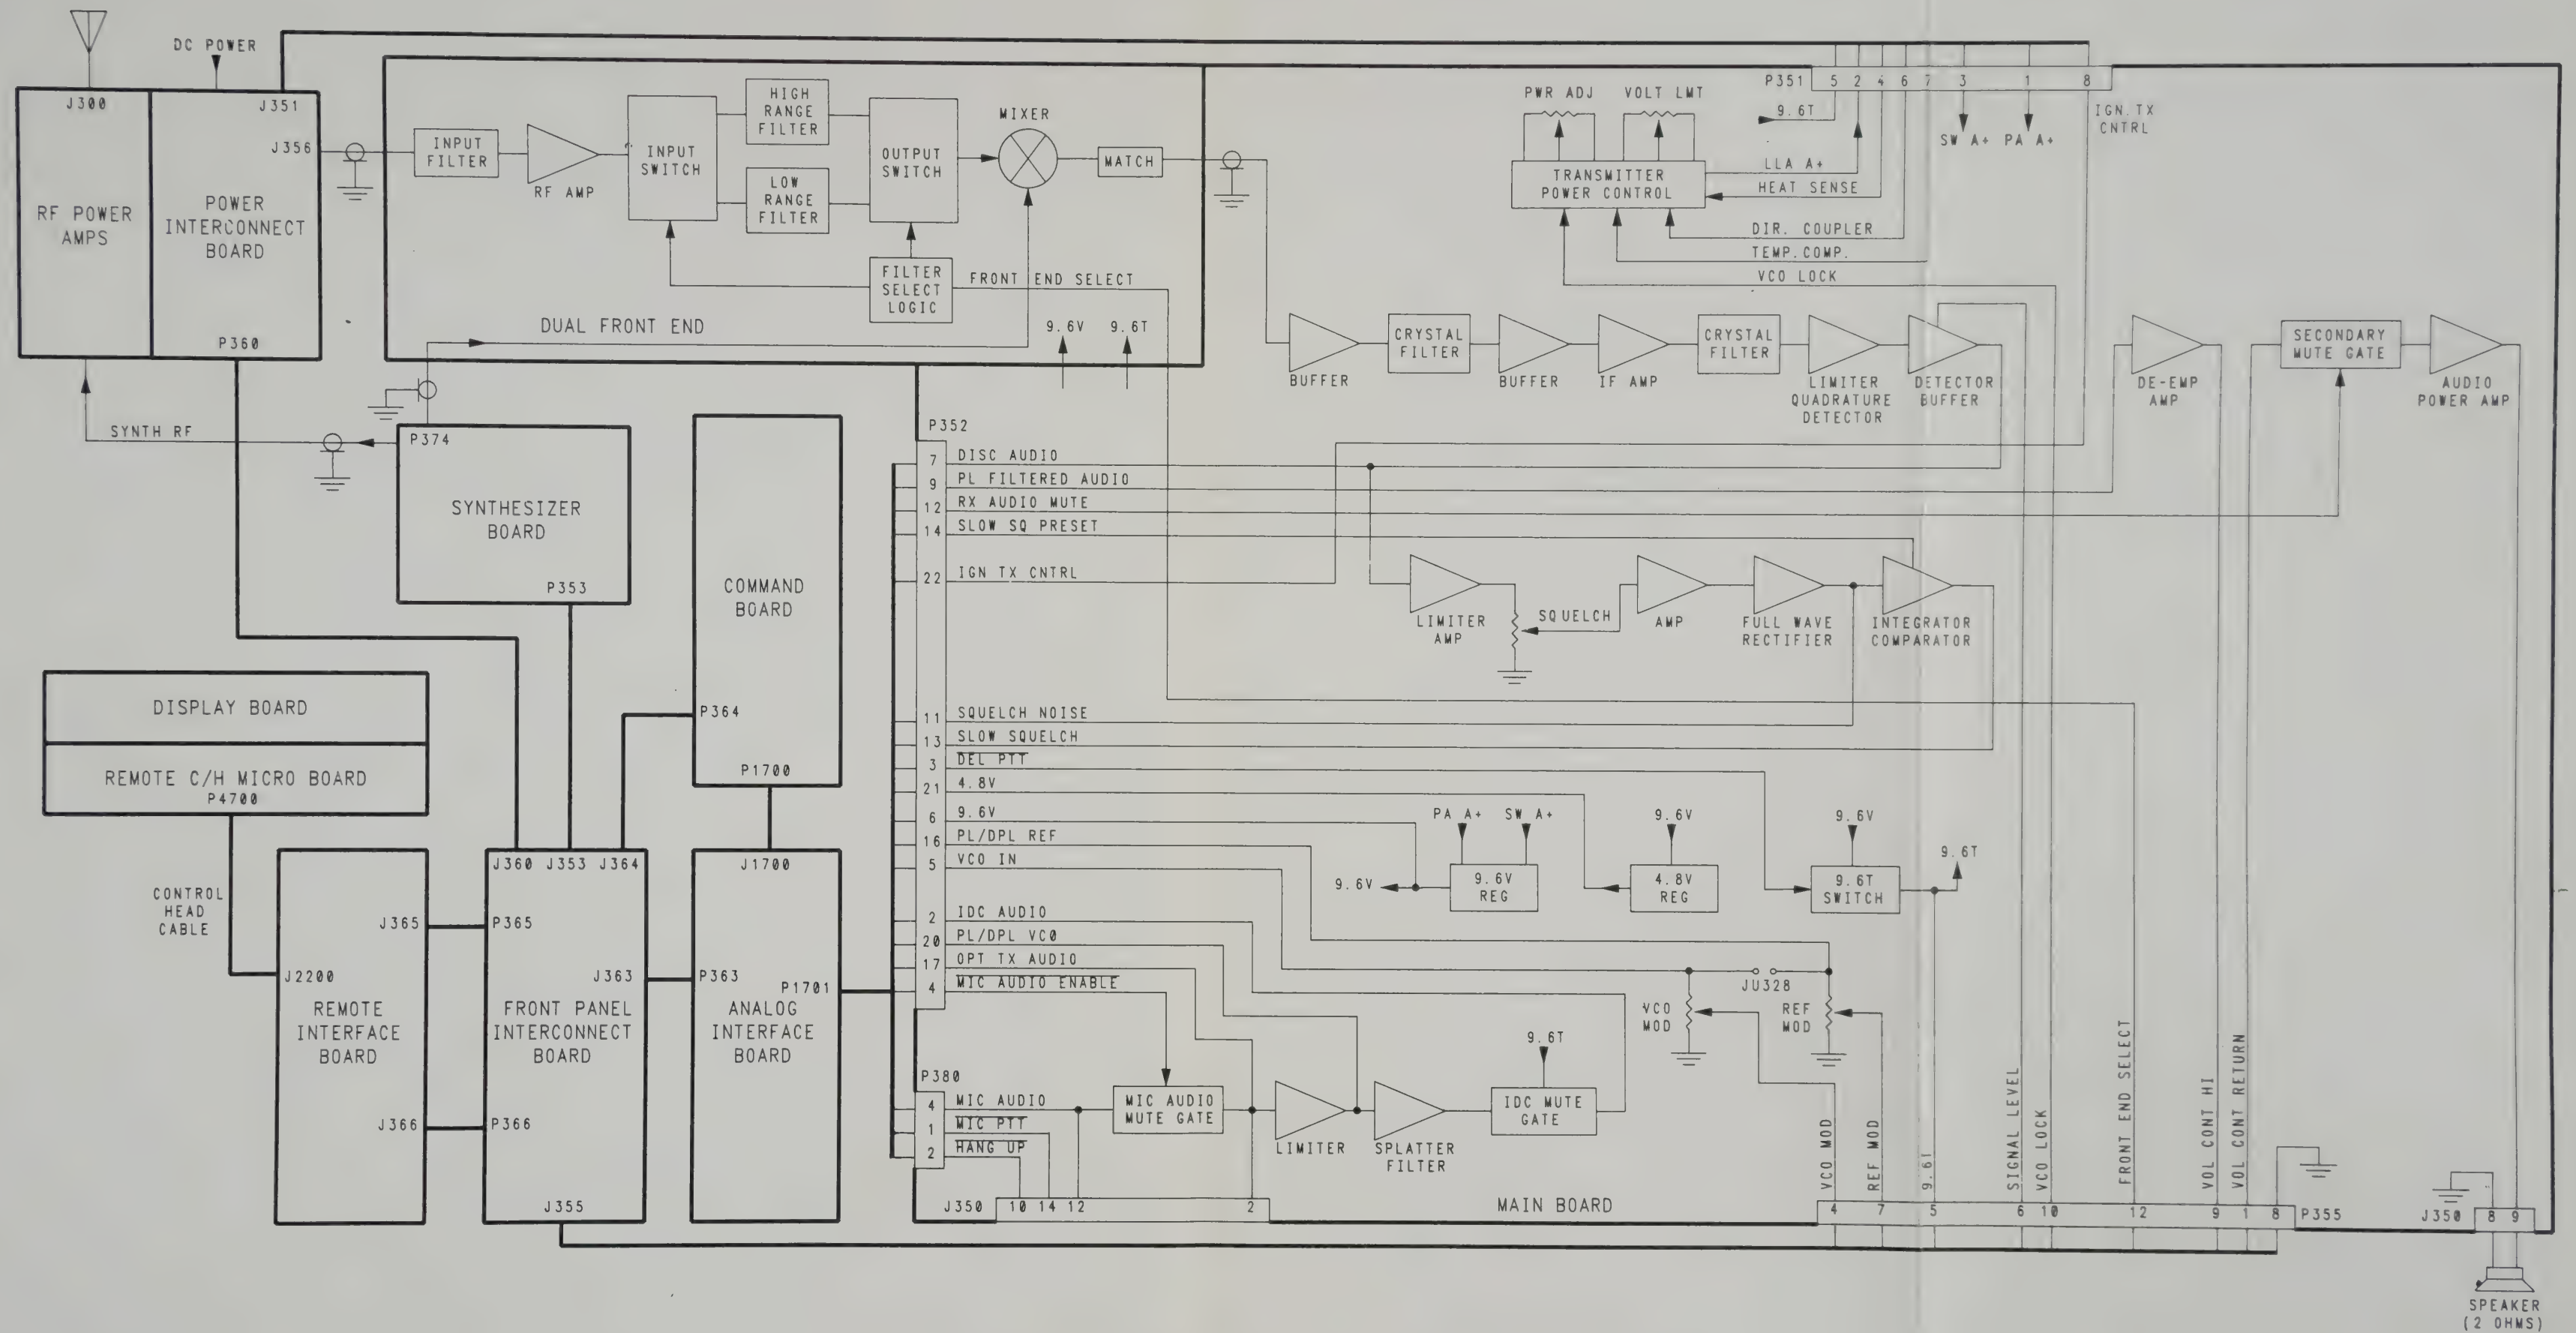 DC POWER
J300
J351
J356
RF POWER
AMPS
POWER
INTERCONNECT
BOARD
P360
SYNTH RF
INPUT
FILTER
RF AMP
INPUT
SWITCH
HIGH
RANGE
FILTER
LOW
RANGE
FILTER
OUTPUT
SWITCH
MIXER
MATCH
FILTER
SELECT
LOGIC
FRONT END SELECT
DUAL FRONT END
9.6V
9.6T
P351
5 2 4 6 7 3 1 8
PWR ADJ
VOLT LMT
9.6T
SW A+
PA A+
IGN.TX
CNTRL
TRANSMITTER
POWER CONTROL
LLA A+
HEAT SENSE
DIR. COUPLER
TEMP.COMP.
VCO LOCK
BUFFER
CRYSTAL
FILTER
BUFFER
IF AMP
CRYSTAL
FILTER
LIMITER
QUADRATURE
DETECTOR
DETECTOR
BUFFER
DE-EMP
AMP
SECONDARY
MUTE GATE
AUDIO
POWER AMP
P374
SYNTHESIZER
BOARD
P353
COMMAND
BOARD
P364
P1700
DISPLAY BOARD
REMOTE C/H MICRO BOARD
P4700
CONTROL
HEAD
CABLE
J365
J2200
REMOTE
INTERFACE
BOARD
J366
J360 J353 J364
P365
J363
FRONT PANEL
INTERCONNECT
BOARD
P366
J355
J1700
P363
P1701
ANALOG
INTERFACE
BOARD
P352
7 DISC AUDIO
9 PL FILTERED AUDIO
12 RX AUDIO MUTE
14 SLOW SQ PRESET
22 IGN TX CNTRL
LIMITER
AMP
SQUELCH
AMP
FULL WAVE
RECTIFIER
INTEGRATOR
COMPARATOR
11 SQUELCH NOISE
13 SLOW SQUELCH
3 DEL PTT
21 4.8V
6 9.6V
16 PL/DPL REF
5 VCO IN
2 IDC AUDIO
20 PL/DPL VCO
17 OPT TX AUDIO
4 MIC AUDIO ENABLE
PA A+
SW A+
9.6V
9.6V
REG
9.6V
4.8V
REG
9.6V
9.6T
SWITCH
9.6T
VCO
MOD
JU328
REF
MOD
P380
4 MIC AUDIO
1 MIC PTT
2 HANG UP
MIC AUDIO
MUTE GATE
LIMITER
SPLATTER
FILTER
9.6T
IDC MUTE
GATE
VCO MOD
REF MOD
9.6T
SIGNAL LEVEL
VCO LOCK
FRONT END SELECT
VOL CONT HI
VOL CONT RETURN
J350 10 14 12 2
MAIN BOARD
4 7 5 6 10 12 9 1 8 P355
J350 8 9
SPEAKER
(2 OHMS)